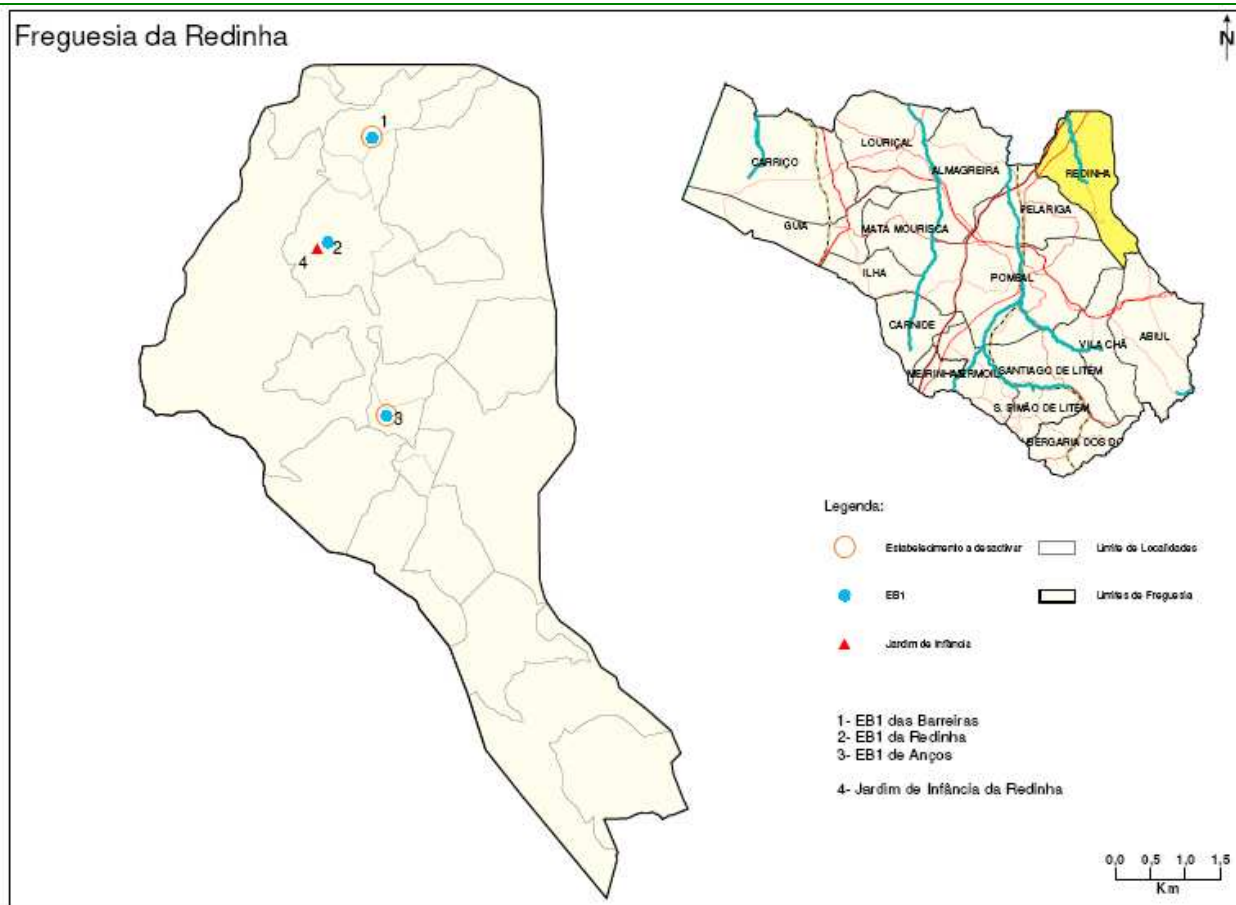 Freguesia da Redinha
N
1
2
4
3
CARRIÇO
LOURIÇAL
ALMAGREIRA
REDINHA
PELARIGA
GUIA
MATA MOURISCA
ILHA
POMBAL
CARNIDE
VILA CHÃ
ABIUL
SANTIAGO DE LITÉM
S. SIMÃO DE LITÉM
Legenda:
Estabelecimento a desactivar
Limite de Localidades
EB1
Limites de Freguesia
Jardim de Infância
1- EB1 das Barreiras
2- EB1 da Redinha
3- EB1 de Anços
4- Jardim de Infância da Redinha
0,0 0,5 1,0 1,5
Km